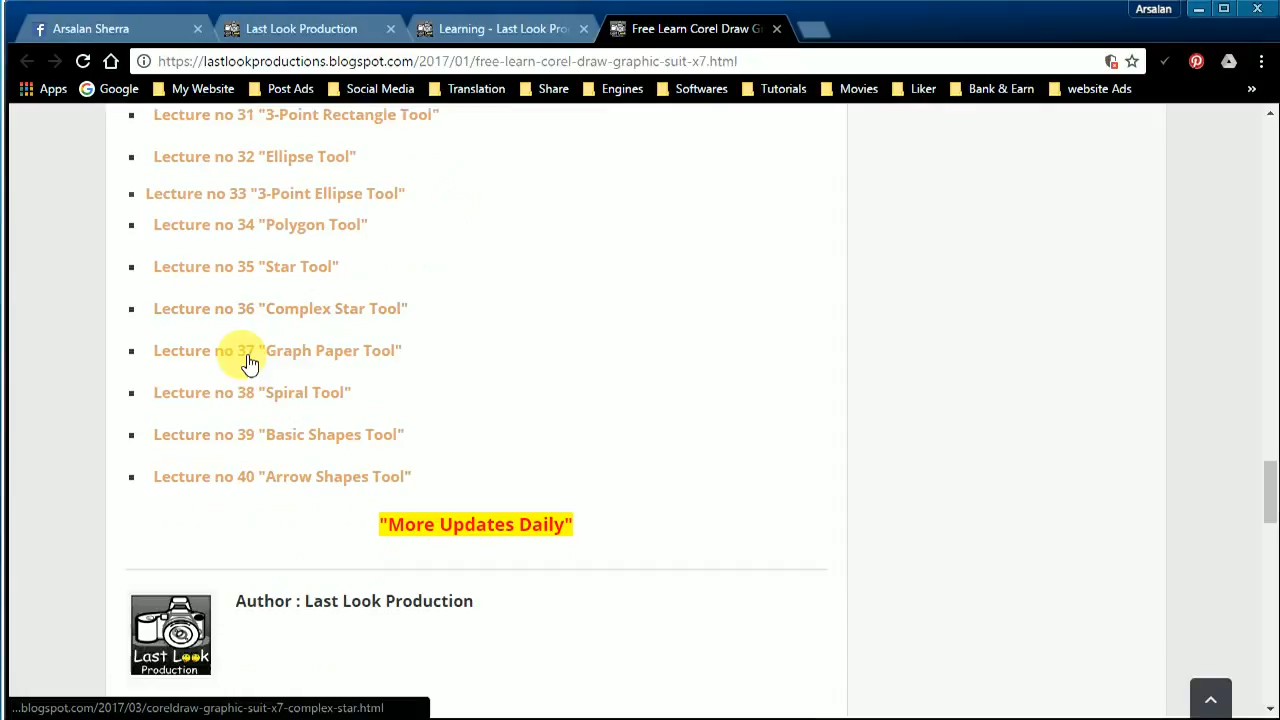 Arsalan
Arsalan Sherra
Last Look Production
Learning - Last Look Pro
Free Learn Corel Draw G
https://lastlookproductions.blogspot.com/2017/01/free-learn-corel-draw-graphic-suit-x7.html
Apps Google My Website Post Ads Social Media Translation Share Engines Softwares Tutorials Movies Liker Bank & Earn website Ads »
Lecture no 31 "3-Point Rectangle Tool"
Lecture no 32 "Ellipse Tool"
Lecture no 33 "3-Point Ellipse Tool"
Lecture no 34 "Polygon Tool"
Lecture no 35 "Star Tool"
Lecture no 36 "Complex Star Tool"
Lecture no 37 "Graph Paper Tool"
Lecture no 38 "Spiral Tool"
Lecture no 39 "Basic Shapes Tool"
Lecture no 40 "Arrow Shapes Tool"
"More Updates Daily"
Author : Last Look Production
Last Look
Production
...blogspot.com/2017/03/coreldraw-graphic-suit-x7-complex-star.html